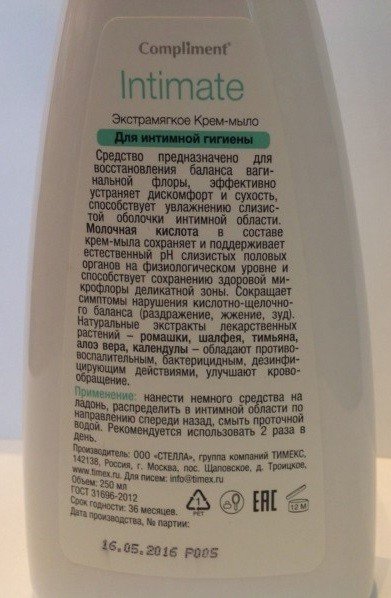 Compliment®
Intimate
Экстрамягкое Крем-мыло
Для интимной гигиены
Средство предназначено для
восстановления баланса ваги-
нальной флоры, эффективно
устраняет дискомфорт и сухость,
способствует увлажнению слизис-
той оболочки интимной области.
Молочная кислота в составе
крем-мыла сохраняет и поддерживает
естественный pH слизистых половых
органов на физиологическом уровне и
способствует сохранению здоровой ми-
крофлоры деликатной зоны. Сокращает
симптомы нарушения кислотно-щелочно-
го баланса (раздражение, жжение, зуд).
Натуральные экстракты лекарственных
растений – ромашки, шалфея, тимьяна,
алоэ вера, календулы – обладают противо-
воспалительным, бактерицидным, дезинфи-
цирующим действиями, улучшают крово-
обращение.
Применение: нанести немного средства на
ладонь, распределить в интимной области по
направлению спереди назад, смыть проточной
водой. Рекомендуется использовать 2 раза в
день.
Производитель: ООО «СТЕЛЛА», группа компаний ТИМЕКС,
142138, Россия, г. Москва, пос. Щаповское, д. Троицкое.
www.timex.ru. Для писем: info@timex.ru
Объем: 250 мл
ГОСТ 31696-2012
Срок годности: 36 месяцев.
Дата производства, № партии:
1
PET
EAC
12 M
16.05.2016 P005